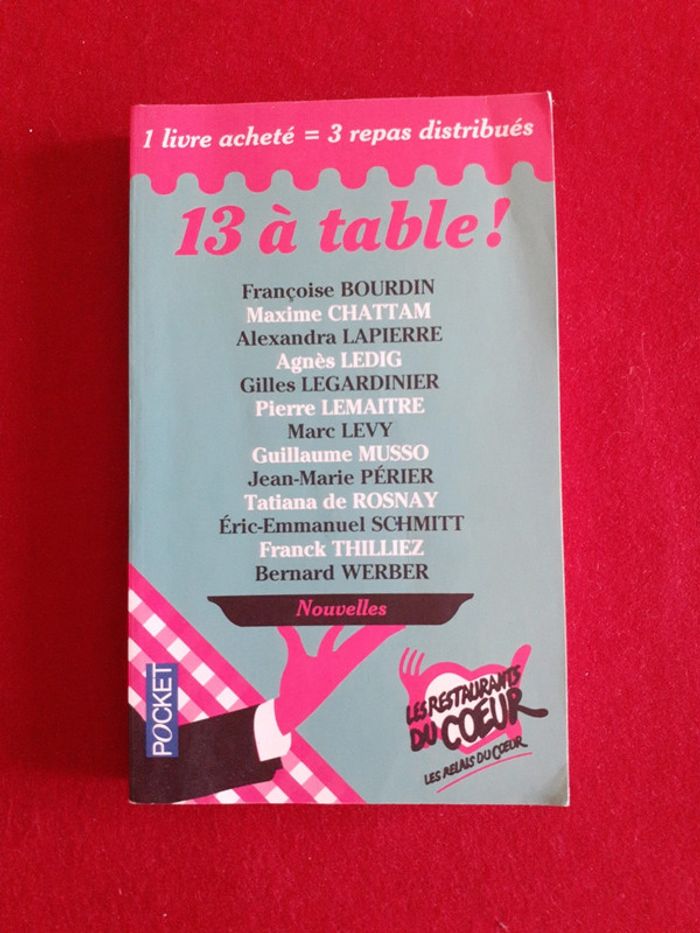 1 livre acheté = 3 repas distribués
13 à table !
Françoise BOURDIN
Maxime CHATTAM
Alexandra LAPIERRE
Agnès LEDIG
Gilles LEGARDINIER
Pierre LEMAITRE
Marc LEVY
Guillaume MUSSO
Jean-Marie PÉRIER
Tatiana de ROSNAY
Éric-Emmanuel SCHMITT
Franck THILLIEZ
Bernard WERBER
Nouvelles
POCKET
LES RESTAURANTS
DU CŒUR
LES RELAIS DU CŒUR